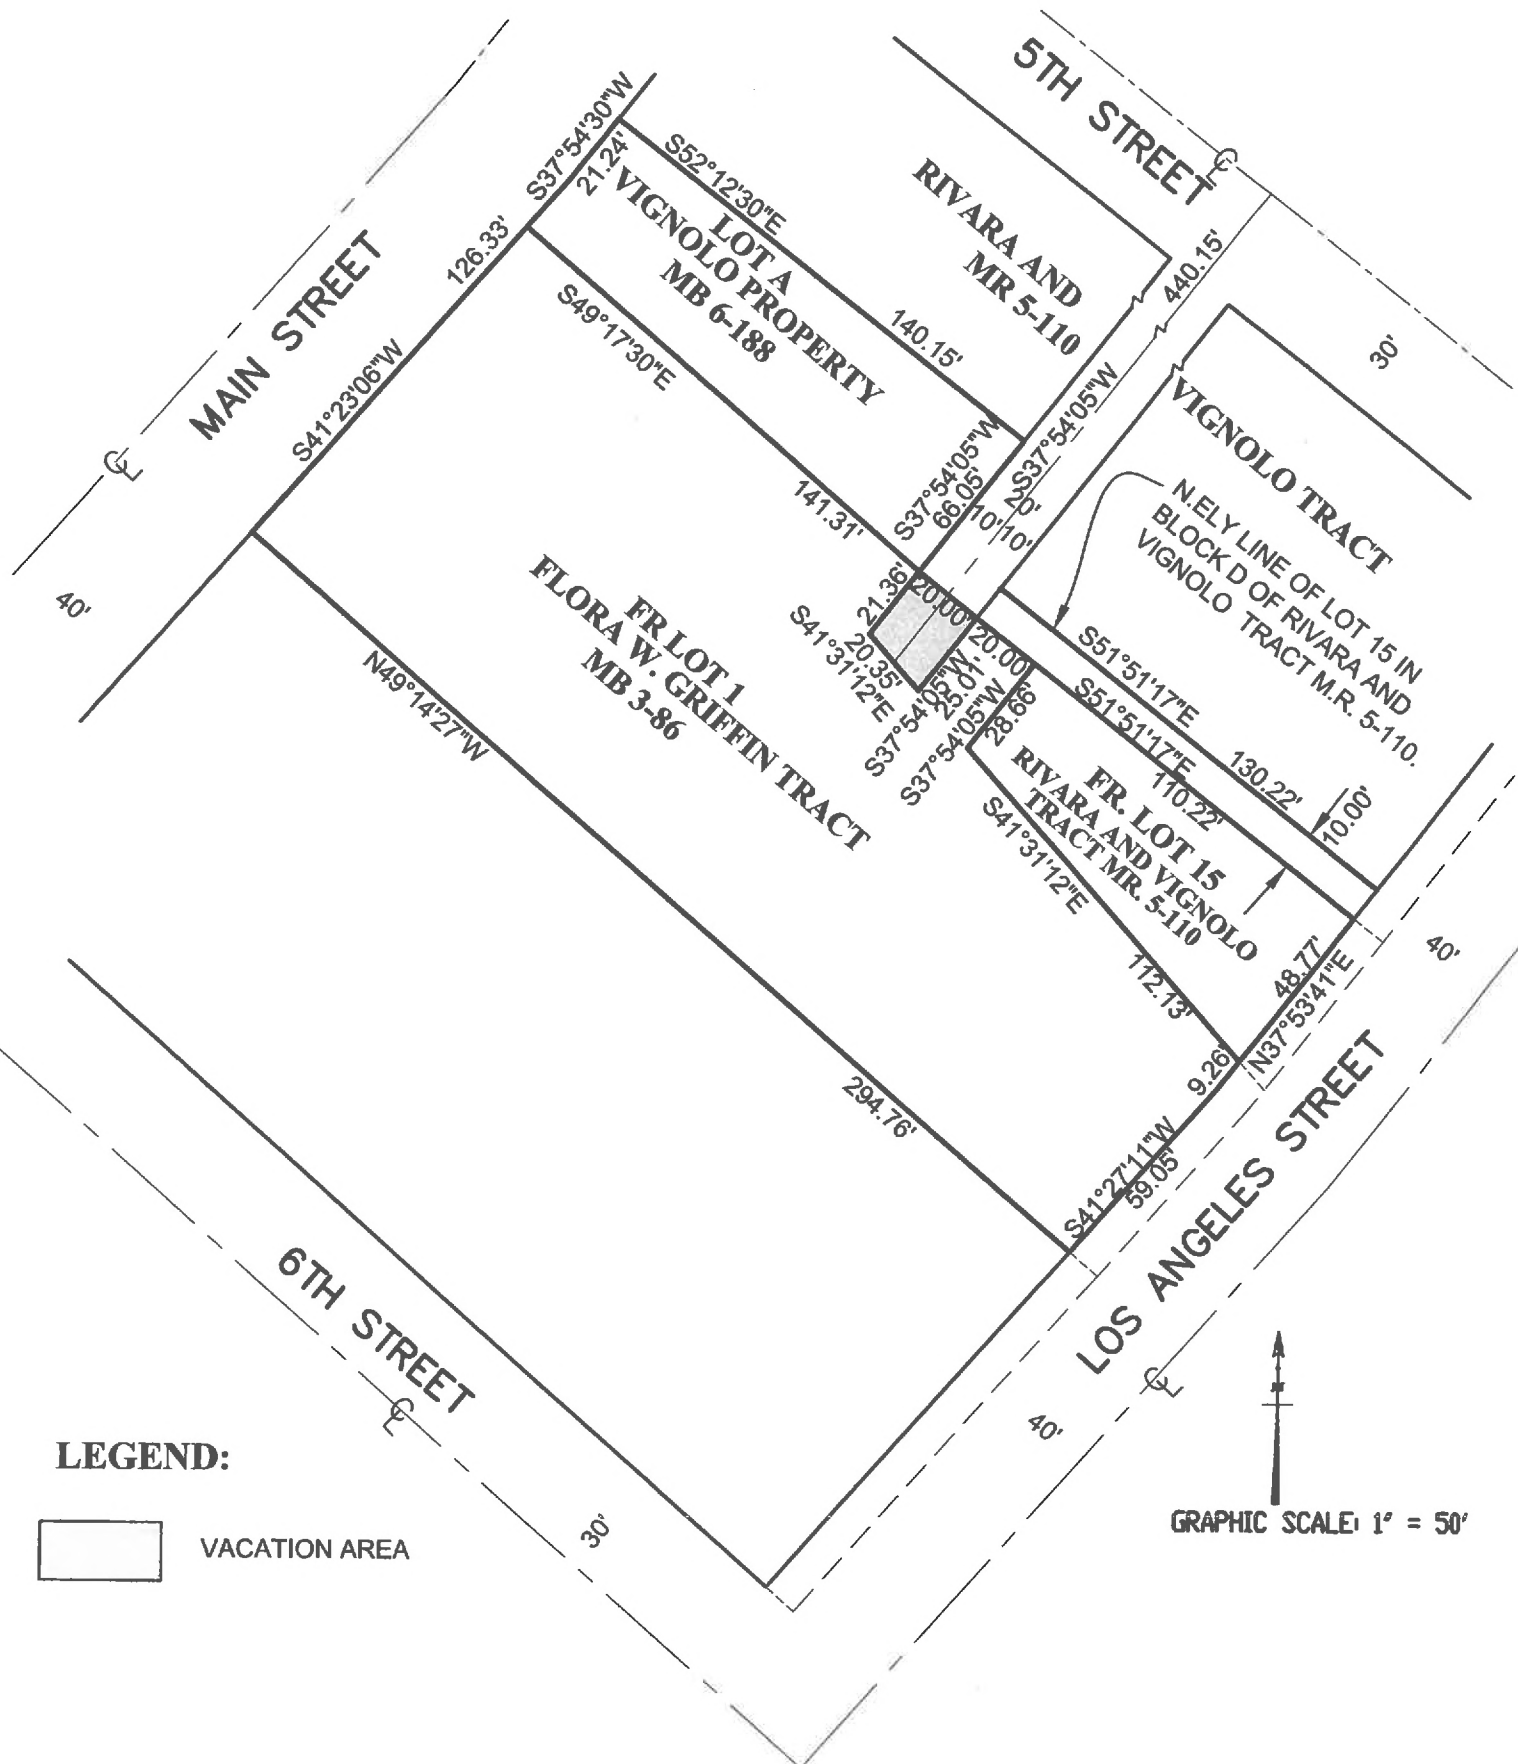 5TH STREET
CL
S37°54'30"W
21.24'
S52°12'30"E
LOT A
VIGNOLO PROPERTY
MB 6-188
140.15'
RIVARA AND
MR 5-110
440.15'
30'
126.33'
MAIN STREET
CL
S41°23'06"W
40'
S49°17'30"E
141.31'
S37°54'05"W
66.05'
S37°54'05"W
20'
10'
10'
VIGNOLO TRACT
N.ELY LINE OF LOT 15 IN
BLOCK D OF RIVARA AND
VIGNOLO TRACT M.R. 5-110.
FR LOT 1
FLORA W. GRIFFIN TRACT
MB 3-86
21.36'
20.00'
20.35'
S41°31'12"E
S37°54'05"W
25.01'
20.00'
S37°54'05"W
28.66'
S51°51'17"E
130.22'
S51°51'17"E
110.22'
10.00'
FR. LOT 15
RIVARA AND VIGNOLO
TRACT MR. 5-110
S41°31'12"E
112.13'
N49°14'27"W
294.76'
48.77'
N37°53'41"E
40'
9.26'
S41°27'11"W
59.05'
LOS ANGELES STREET
CL
40'
6TH STREET
CL
30'
LEGEND:
VACATION AREA
N
GRAPHIC SCALE: 1" = 50'